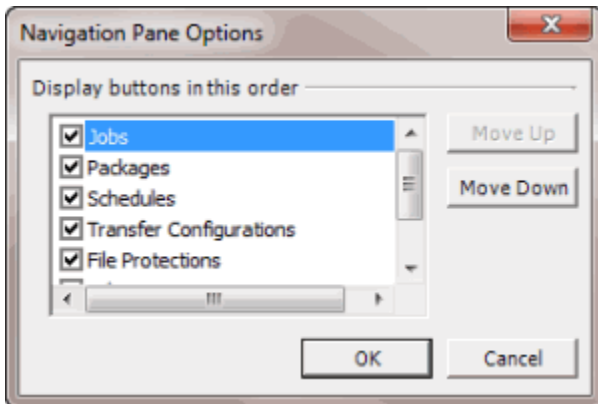 Navigation Pane Options
Display buttons in this order
Jobs
Move Up
Packages
Move Down
Schedules
Transfer Configurations
File Protections
OK
Cancel